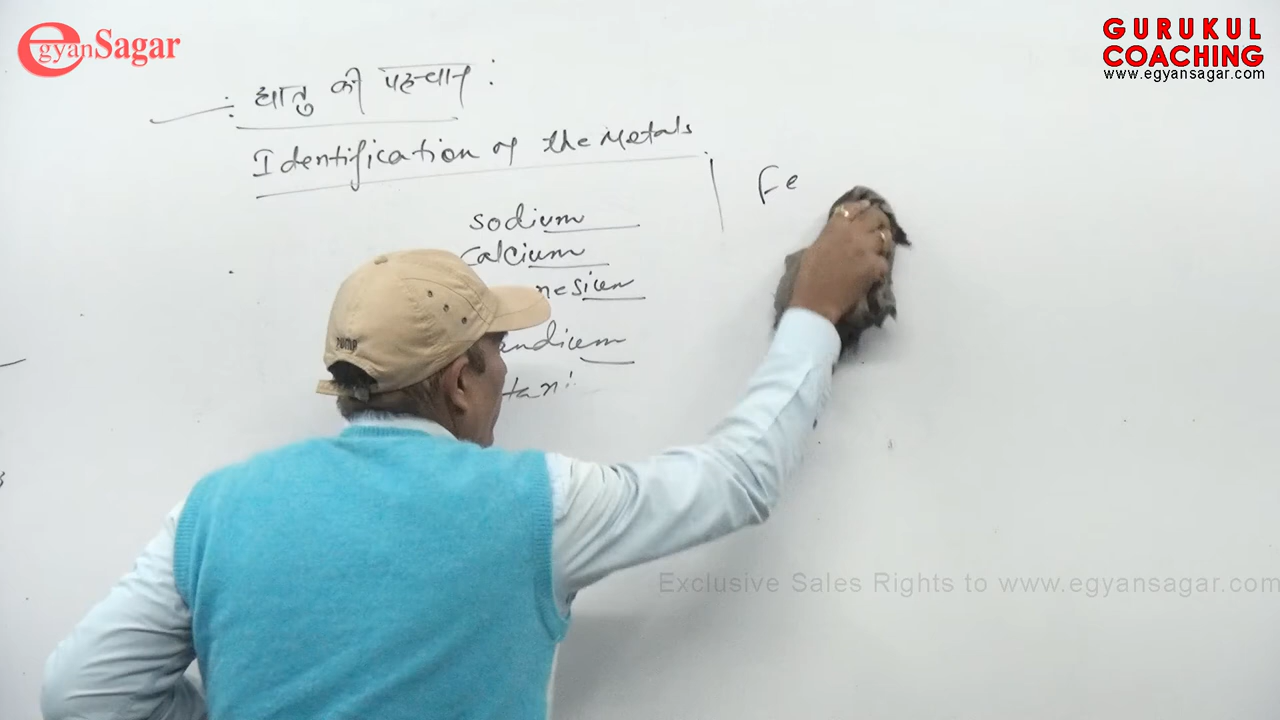 egyanSagar
GURUKUL
COACHING
www.egyansagar.com
धातु की पहचान :
Identification of the Metals
Fe
sodium
calcium
Exclusive Sales Rights to www.egyansagar.com